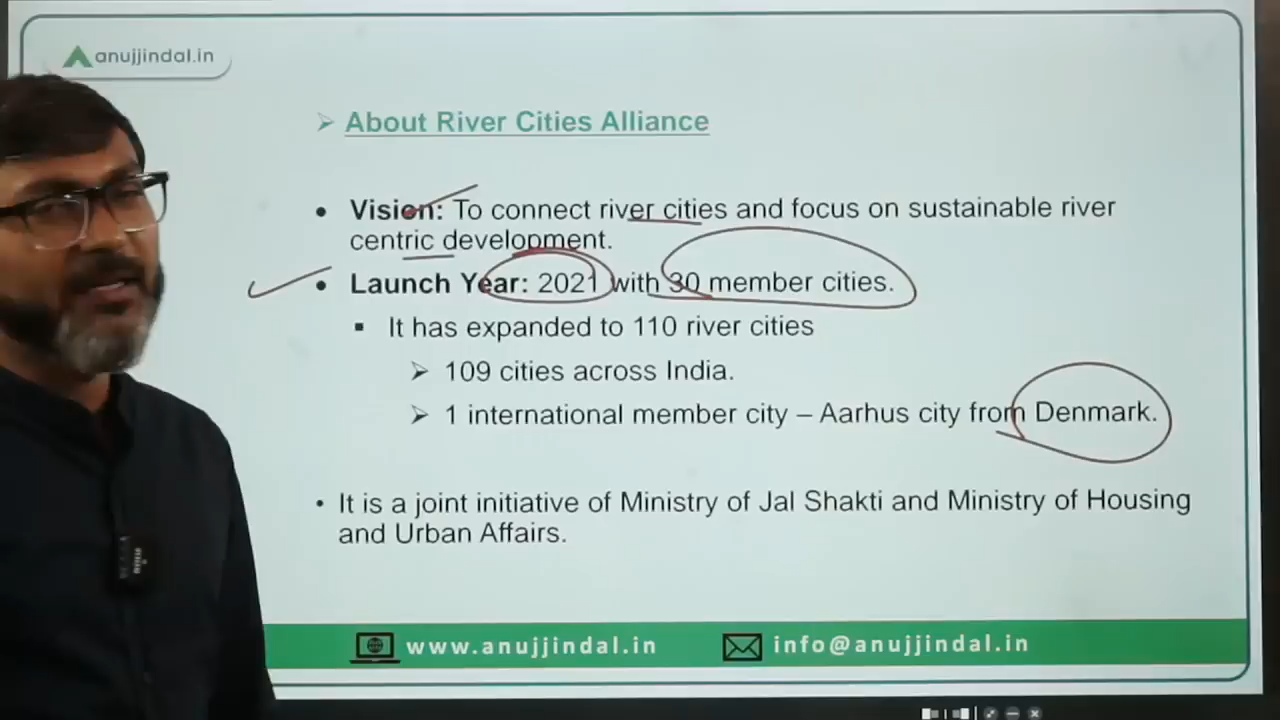 anujjindal.in
About River Cities Alliance
Vision: To connect river cities and focus on sustainable river
centric development.
Launch Year: 2021 with 30 member cities.
It has expanded to 110 river cities
109 cities across India.
1 international member city – Aarhus city from Denmark.
It is a joint initiative of Ministry of Jal Shakti and Ministry of Housing
and Urban Affairs.
www.anujjindal.in
info@anujjindal.in